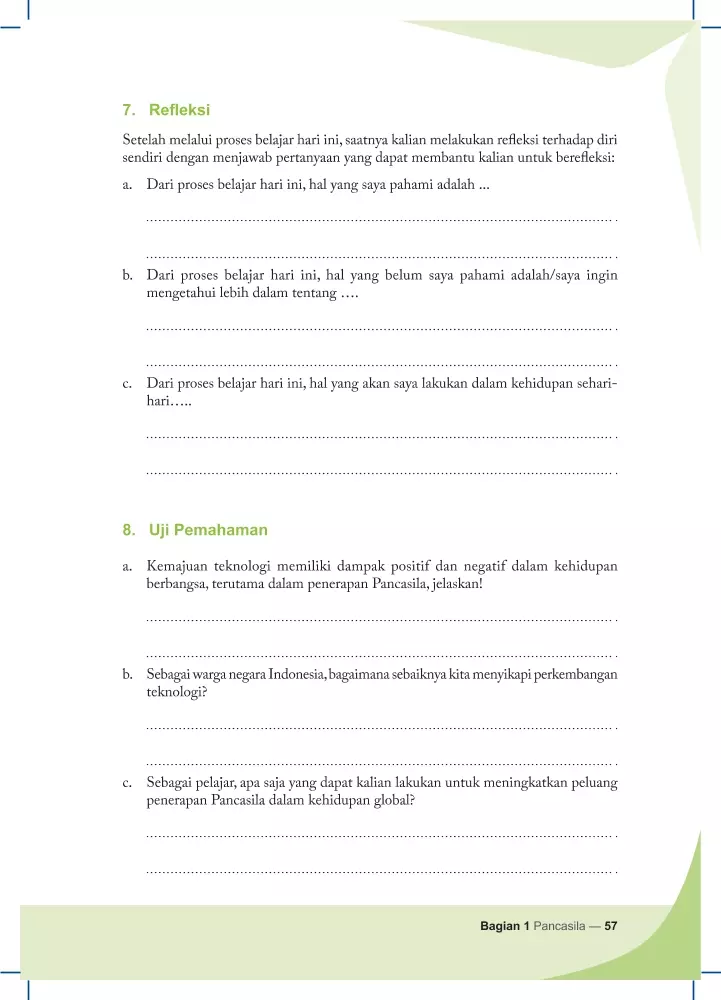 7. Refleksi
Setelah melalui proses belajar hari ini, saatnya kalian melakukan refleksi terhadap diri
sendiri dengan menjawab pertanyaan yang dapat membantu kalian untuk berefleksi:
a. Dari proses belajar hari ini, hal yang saya pahami adalah ...
b. Dari proses belajar hari ini, hal yang belum saya pahami adalah/saya ingin
mengetahui lebih dalam tentang ….
c. Dari proses belajar hari ini, hal yang akan saya lakukan dalam kehidupan sehari-
hari…..
8. Uji Pemahaman
a. Kemajuan teknologi memiliki dampak positif dan negatif dalam kehidupan
berbangsa, terutama dalam penerapan Pancasila, jelaskan!
b. Sebagai warga negara Indonesia, bagaimana sebaiknya kita menyikapi perkembangan
teknologi?
c. Sebagai pelajar, apa saja yang dapat kalian lakukan untuk meningkatkan peluang
penerapan Pancasila dalam kehidupan global?
Bagian 1 Pancasila — 57